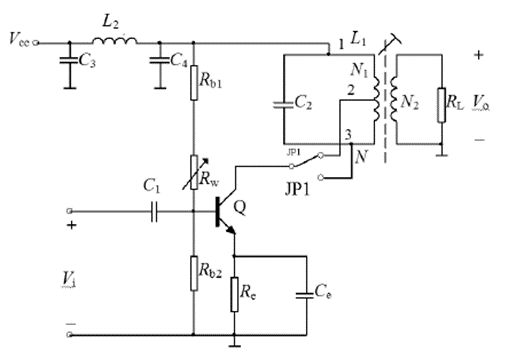 L2
Vcc
C3
C4
Rb1
1
L1
N1
2
C2
N2
RL
+
Vo
−
3
N
JP1
JP1
Rw
C1
Q
+
Vi
−
Rb2
Re
Ce